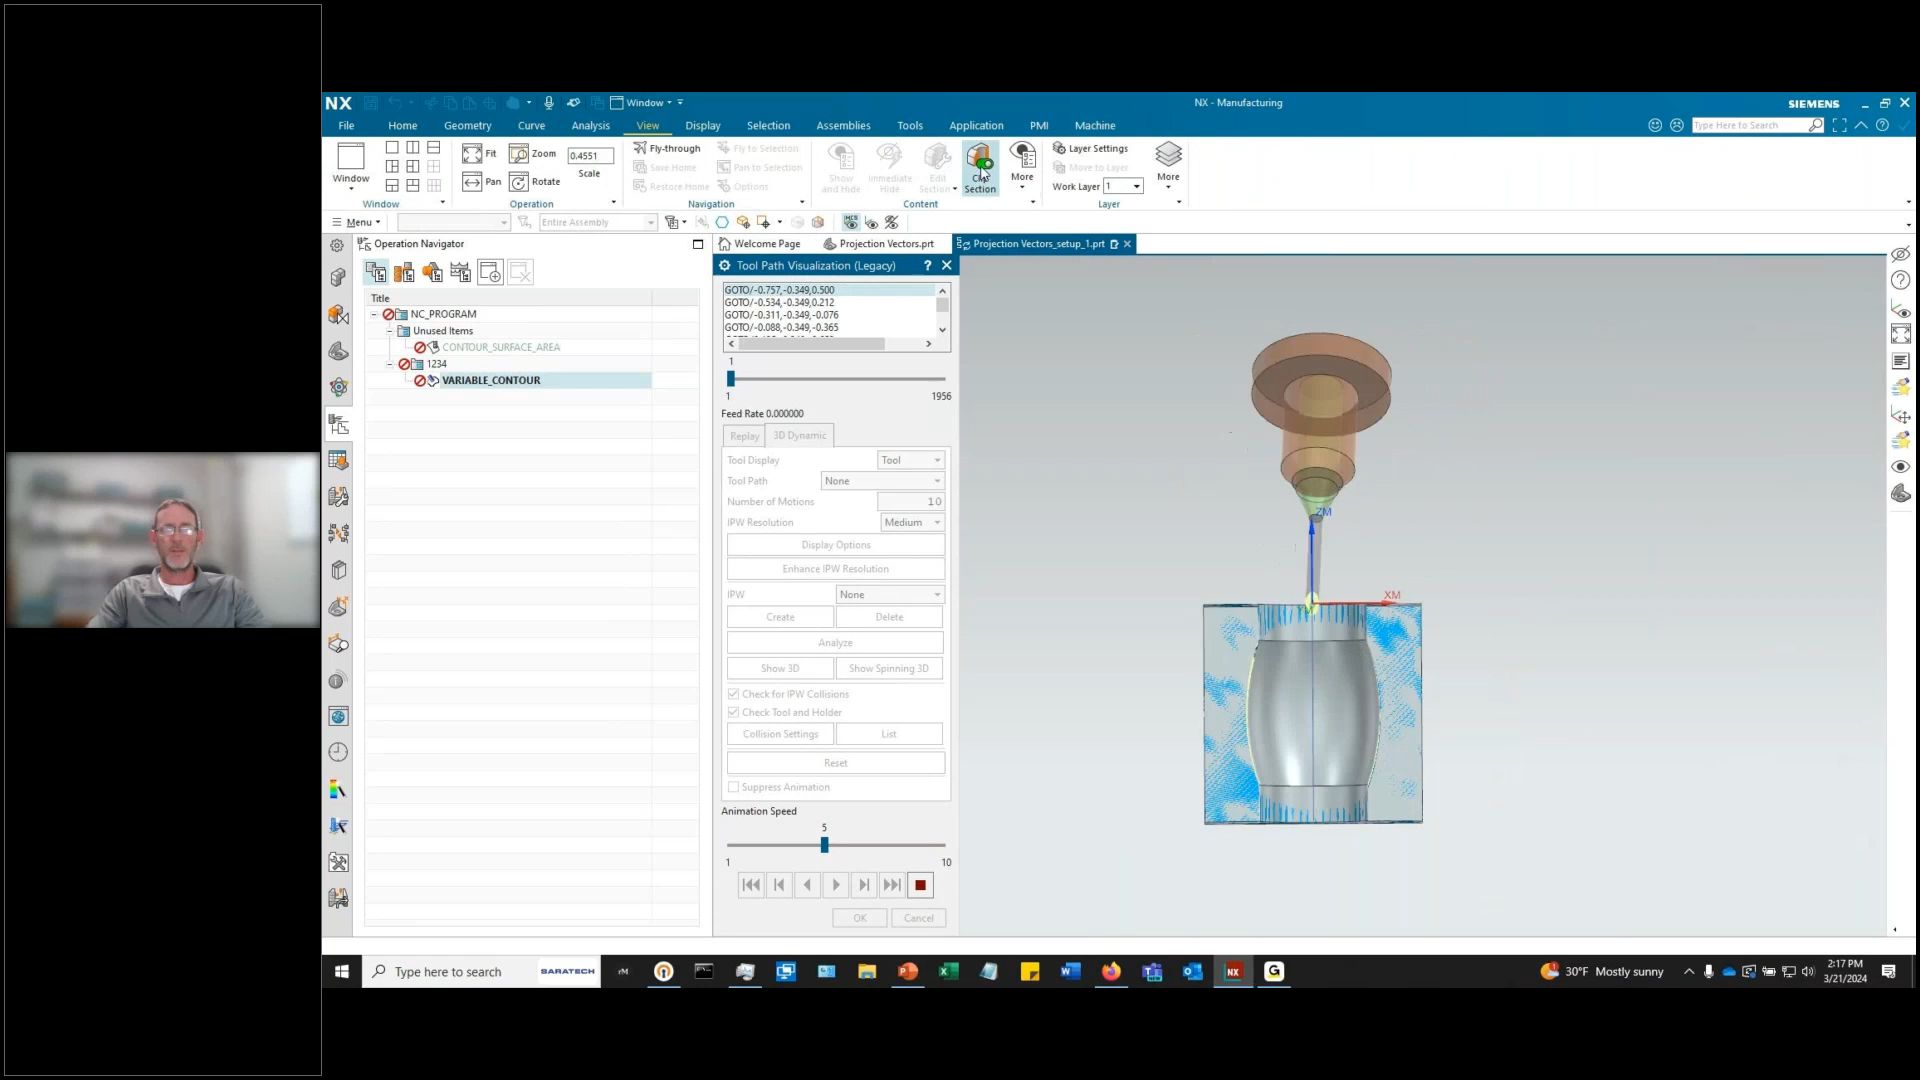 NX
Window
NX - Manufacturing
SIEMENS
File
Home
Geometry
Curve
Analysis
View
Display
Selection
Assemblies
Tools
Application
PMI
Machine
Type Here to Search
Window
Fit
Zoom
0.4551
Scale
Pan
Rotate
Fly-through
Save Home
Restore Home
Fly to Selection
Pan to Selection
Options
Show and Hide
Immediate Hide
Edit Section
Clip Section
More
Layer Settings
Move to Layer
Work Layer 1
More
Window
Operation
Navigation
Content
Layer
Menu
Entire Assembly
MCS
Operation Navigator
Welcome Page
Projection Vectors.prt
Projection Vectors_setup_1.prt
Title
NC_PROGRAM
Unused Items
CONTOUR_SURFACE_AREA
1234
VARIABLE_CONTOUR
Tool Path Visualization (Legacy)
GOTO/-0.757,-0.349,0.500
GOTO/-0.534,-0.349,0.212
GOTO/-0.311,-0.349,-0.076
GOTO/-0.088,-0.349,-0.365
1
1 1956
Feed Rate 0.000000
Replay
3D Dynamic
Tool Display Tool
Tool Path None
Number of Motions 10
IPW Resolution Medium
Display Options
Enhance IPW Resolution
IPW None
Create Delete
Analyze
Show 3D Show Spinning 3D
Check for IPW Collisions
Check Tool and Holder
Collision Settings List
Reset
Suppress Animation
Animation Speed
5
1 10
OK Cancel
ZM
XM
Type here to search
SARATECH
rM
NX
G
30°F Mostly sunny
2:17 PM
3/21/2024